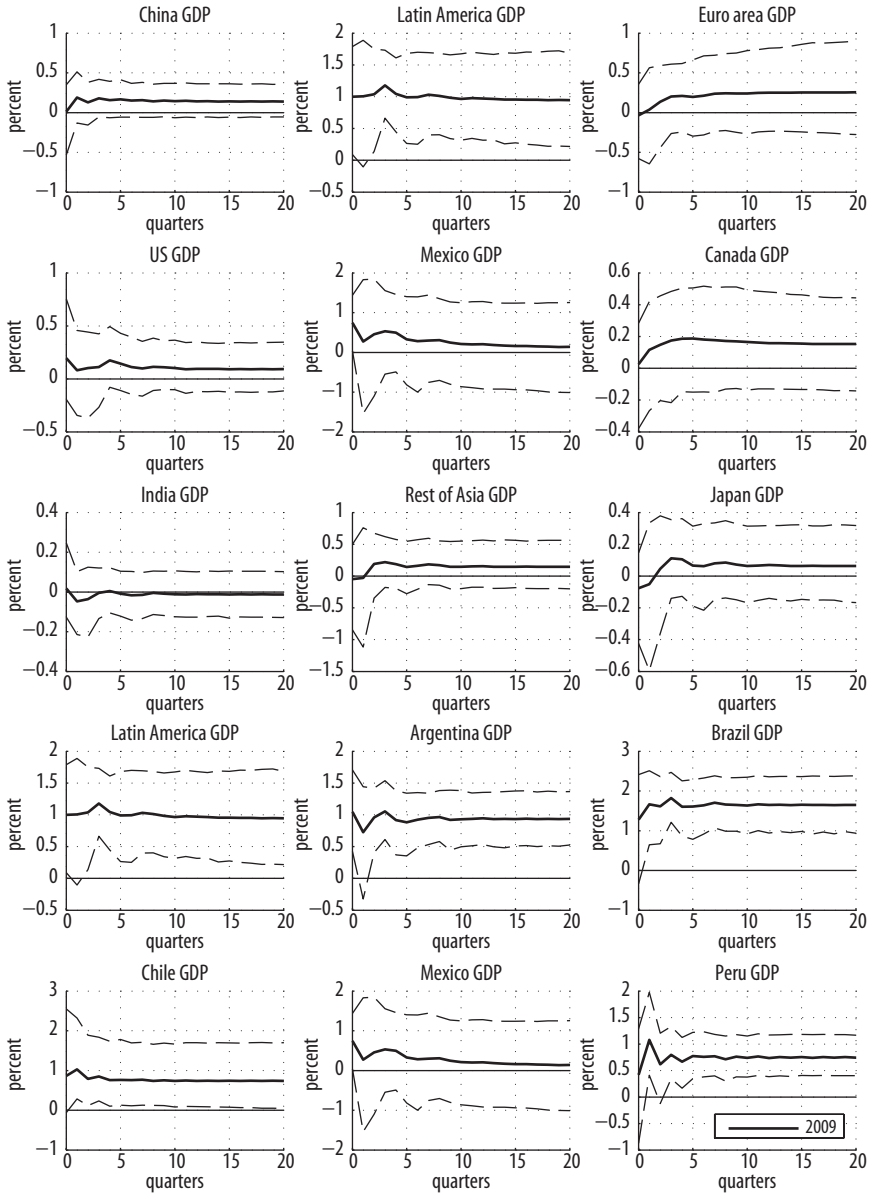 China GDP
Latin America GDP
Euro area GDP
percent
1
0.5
0
−0.5
−1
0 5 10 15 20
quarters
percent
2
1.5
1
0.5
0
−0.5
0 5 10 15 20
quarters
percent
1
0.5
0
−0.5
−1
0 5 10 15 20
quarters
US GDP
Mexico GDP
Canada GDP
percent
1
0.5
0
−0.5
0 5 10 15 20
quarters
percent
2
1
0
−1
−2
0 5 10 15 20
quarters
percent
0.6
0.4
0.2
0
−0.2
−0.4
0 5 10 15 20
quarters
India GDP
Rest of Asia GDP
Japan GDP
percent
0.4
0.2
0
−0.2
−0.4
0 5 10 15 20
quarters
percent
1
0.5
0
−0.5
−1
−1.5
0 5 10 15 20
quarters
percent
0.4
0.2
0
−0.2
−0.4
−0.6
0 5 10 15 20
quarters
Latin America GDP
Argentina GDP
Brazil GDP
percent
2
1.5
1
0.5
0
−0.5
0 5 10 15 20
quarters
percent
2
1.5
1
0.5
0
−0.5
0 5 10 15 20
quarters
percent
3
2
1
0
−1
0 5 10 15 20
quarters
Chile GDP
Mexico GDP
Peru GDP
percent
3
2
1
0
−1
0 5 10 15 20
quarters
percent
2
1
0
−1
−2
0 5 10 15 20
quarters
percent
2
1.5
1
0.5
0
−0.5
−1
0 5 10 15 20
quarters
2009